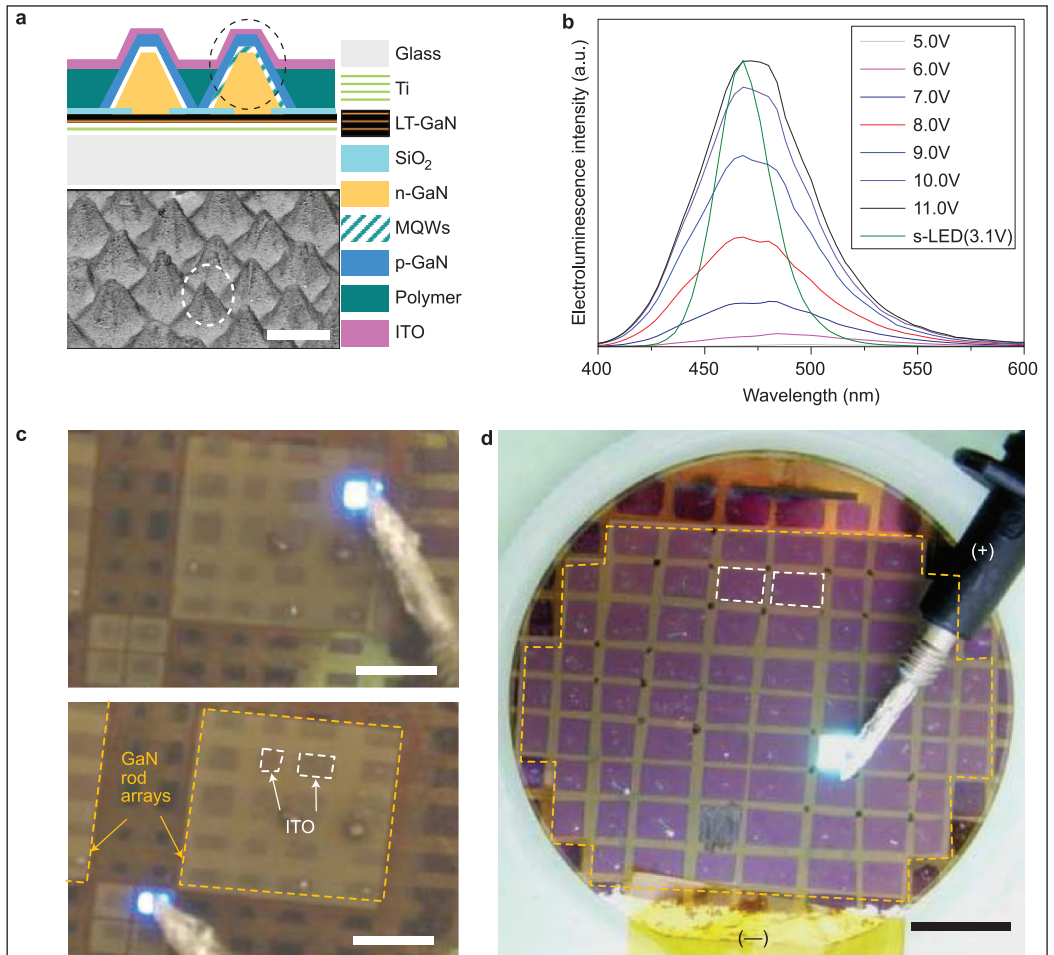 a
Glass
Ti
LT-GaN
SiO₂
n-GaN
MQWs
p-GaN
Polymer
ITO
b
Electroluminescence intensity (a.u.)
5.0V
6.0V
7.0V
8.0V
9.0V
10.0V
11.0V
s-LED(3.1V)
400
450
500
550
600
Wavelength (nm)
c
GaN
rod
arrays
ITO
d
(+)
(—)